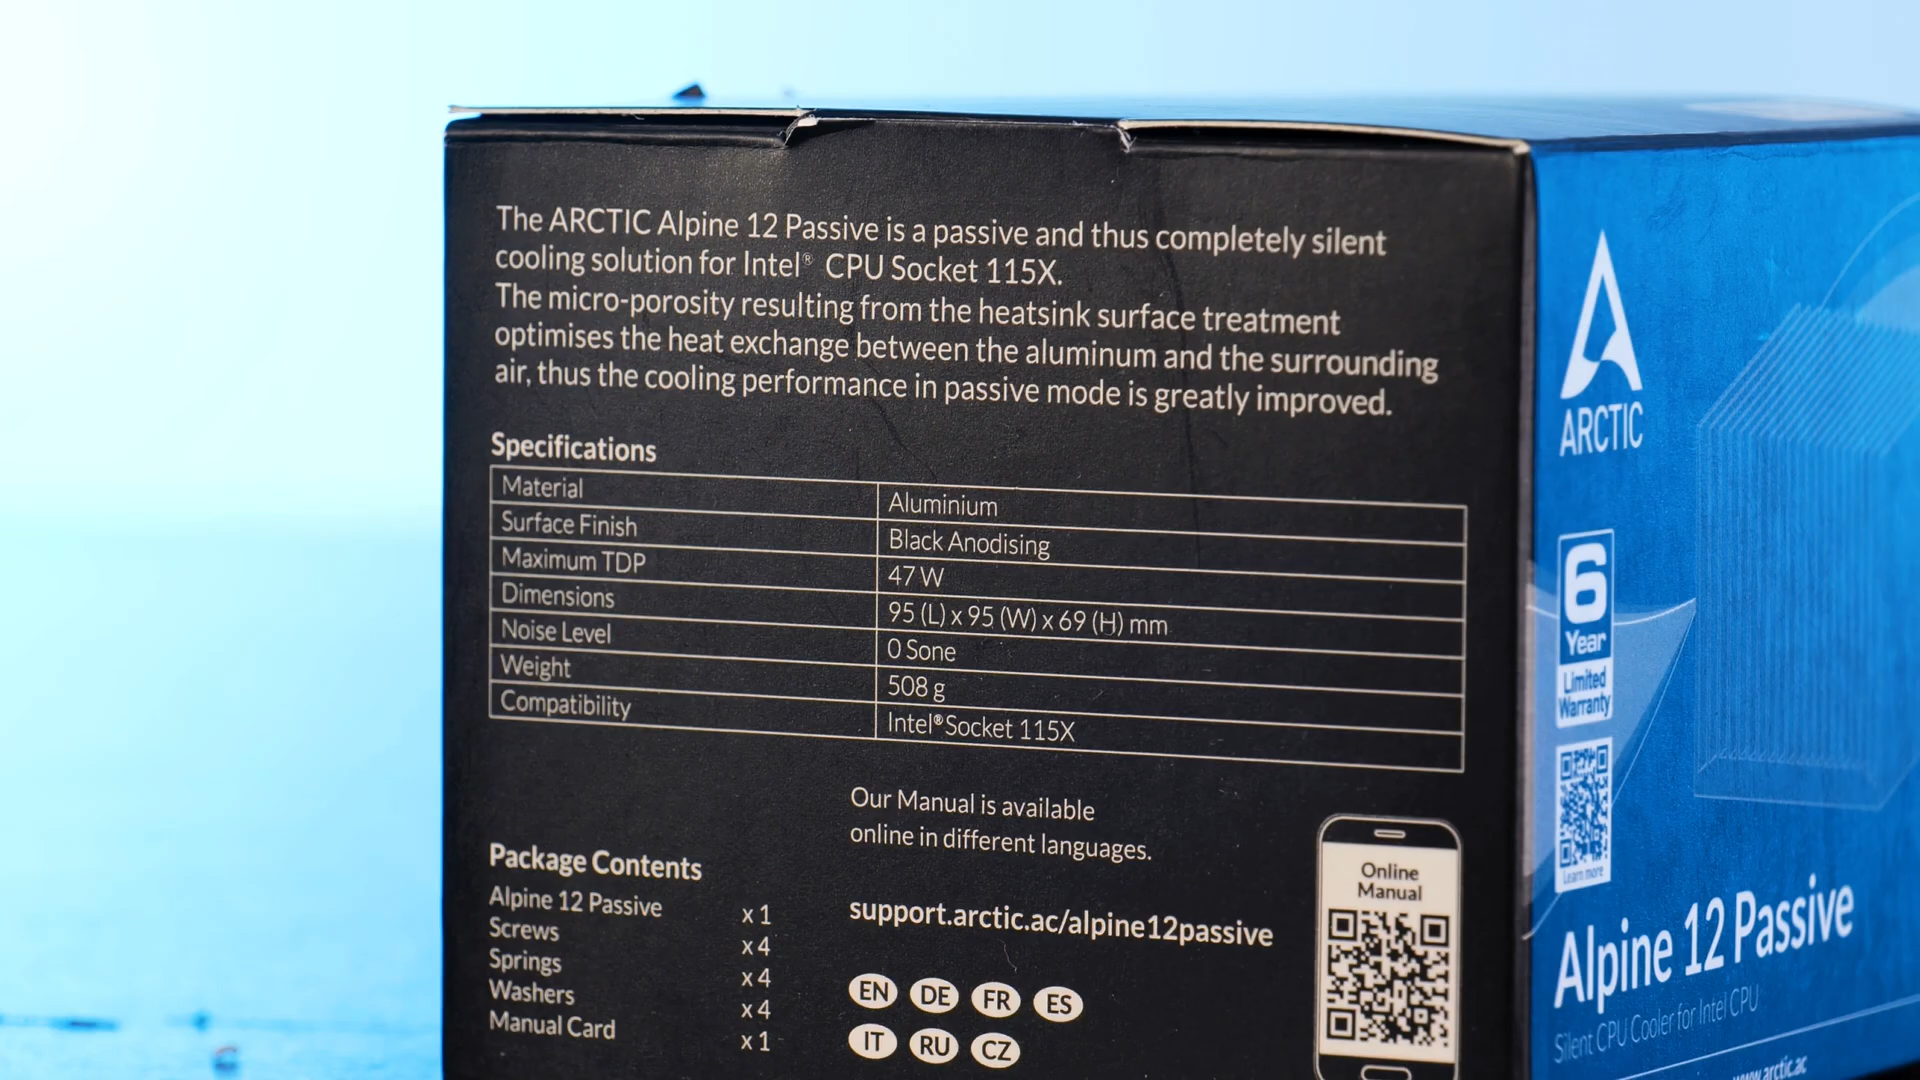 The ARCTIC Alpine 12 Passive is a passive and thus completely silent
cooling solution for Intel® CPU Socket 115X.
The micro-porosity resulting from the heatsink surface treatment
optimises the heat exchange between the aluminum and the surrounding
air, thus the cooling performance in passive mode is greatly improved.
Specifications
Material Aluminium
Surface Finish Black Anodising
Maximum TDP 47 W
Dimensions 95 (L) x 95 (W) x 69 (H) mm
Noise Level 0 Sone
Weight 508 g
Compatibility Intel® Socket 115X
Our Manual is available
online in different languages.
support.arctic.ac/alpine12passive
EN DE FR ES
IT RU CZ
Package Contents
Alpine 12 Passive x 1
Screws x 4
Springs x 4
Washers x 4
Manual Card x 1
Online
Manual
ARCTIC
6
Year
Limited
Warranty
Learn more
Alpine 12 Passive
Silent CPU Cooler for Intel CPU
www.arctic.ac